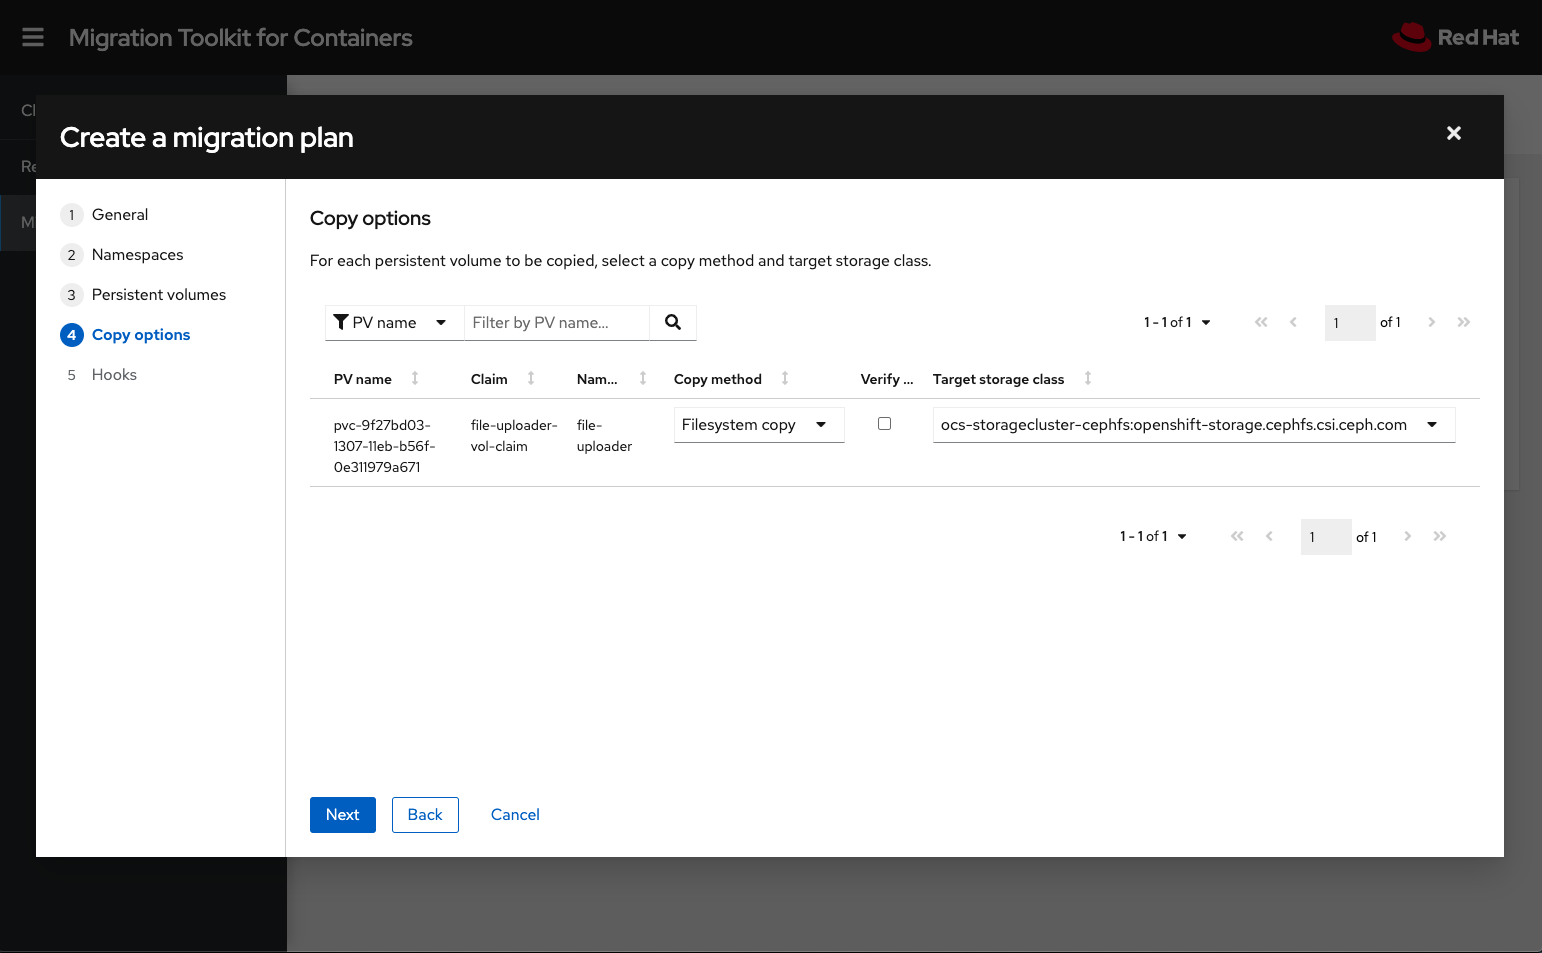 Migration Toolkit for Containers
Red Hat
Cl
Re
M
Create a migration plan
1 General
2 Namespaces
3 Persistent volumes
4 Copy options
5 Hooks
Copy options
For each persistent volume to be copied, select a copy method and target storage class.
PV name Filter by PV name... 1 - 1 of 1 1 of 1
PV name Claim Nam... Copy method Verify ... Target storage class
pvc-9f27bd03- file-uploader- file- Filesystem copy ocs-storagecluster-cephfs:openshift-storage.cephfs.csi.ceph.com
1307-11eb-b56f- vol-claim uploader
0e311979a671
1 - 1 of 1 1 of 1
Next Back Cancel